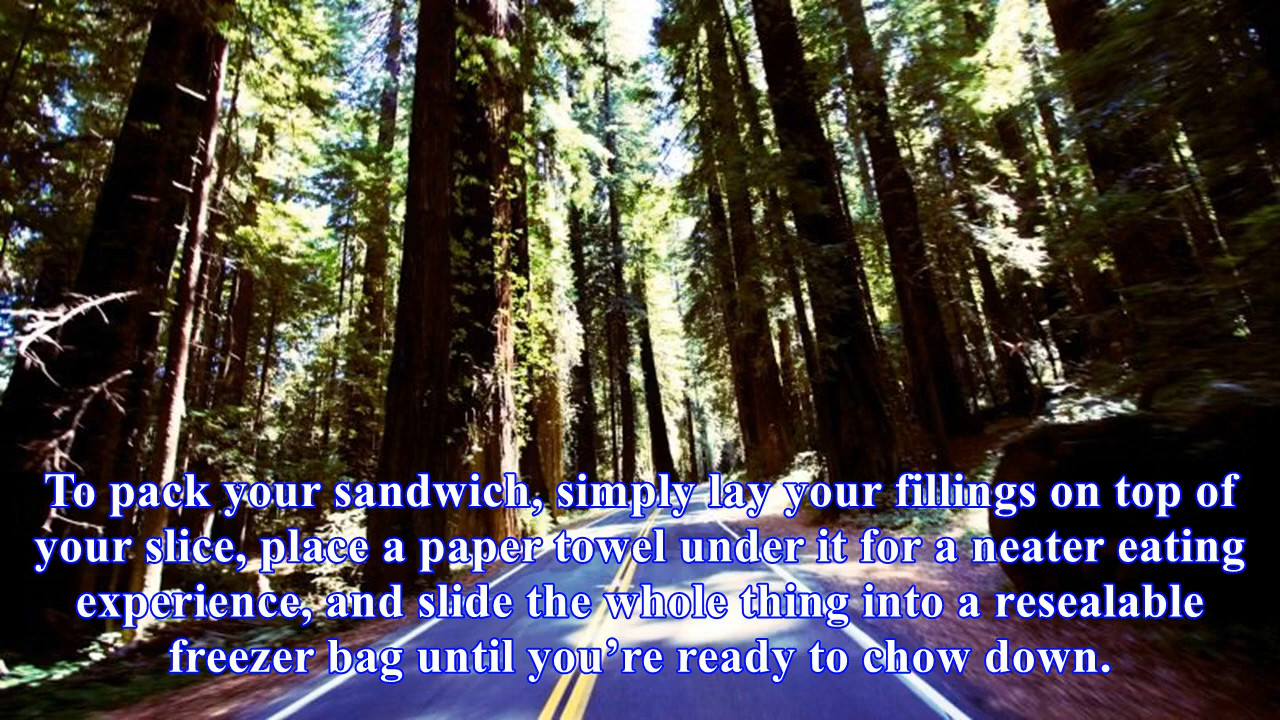 To pack your sandwich, simply lay your fillings on top of
your slice, place a paper towel under it for a neater eating
experience, and slide the whole thing into a resealable
freezer bag until you’re ready to chow down.